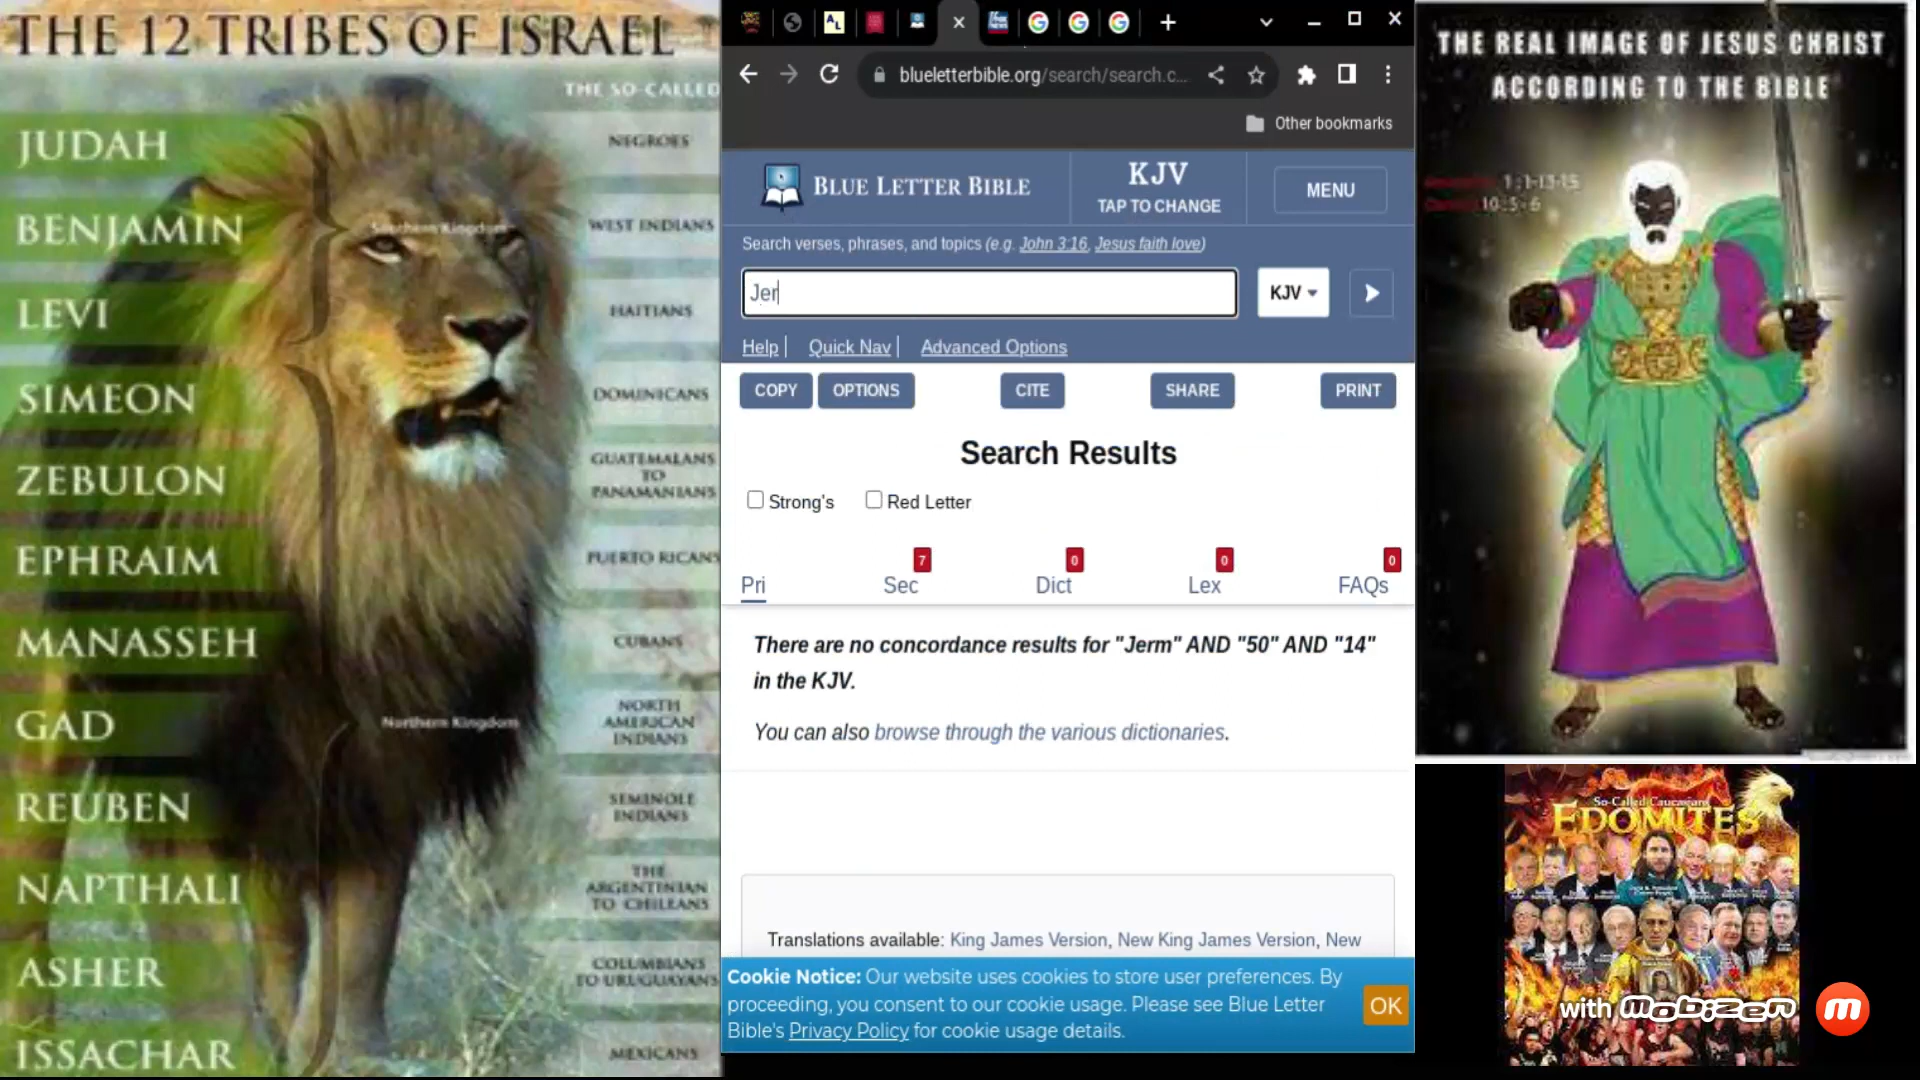 THE 12 TRIBES OF ISRAEL
THE SO-CALLED
JUDAH
NEGROES
BENJAMIN
WEST INDIANS
Southern Kingdom
LEVI
HAITIANS
SIMEON
DOMINICANS
ZEBULON
GUATEMALANS
TO
PANAMANIANS
EPHRAIM
PUERTO RICANS
MANASSEH
CUBANS
GAD
NORTH
AMERICAN
INDIANS
Northern Kingdom
REUBEN
SEMINOLE
INDIANS
NAPTHALI
THE
ARGENTINIAN
TO CHILEANS
ASHER
COLUMBIANS
TO URUGUAYANS
ISSACHAR
MEXICANS
blueletterbible.org/search/search.c...
Other bookmarks
BLUE LETTER BIBLE
KJV
TAP TO CHANGE
MENU
Search verses, phrases, and topics (e.g. John 3:16, Jesus faith love)
Jer
KJV
Help
Quick Nav
Advanced Options
COPY
OPTIONS
CITE
SHARE
PRINT
Search Results
Strong's
Red Letter
7
0
0
0
Pri
Sec
Dict
Lex
FAQs
There are no concordance results for "Jerm" AND "50" AND "14"
in the KJV.
You can also browse through the various dictionaries.
Translations available: King James Version, New King James Version, New
Cookie Notice: Our website uses cookies to store user preferences. By
proceeding, you consent to our cookie usage. Please see Blue Letter
Bible's Privacy Policy for cookie usage details.
OK
THE REAL IMAGE OF JESUS CHRIST
ACCORDING TO THE BIBLE
1:1-13-15
10:5-6
So-Called Caucasians
EDOMITES
with mobizen